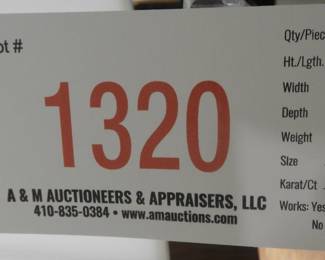 ot #
1320
A & M AUCTIONEERS & APPRAISERS, LLC
410-835-0384 • www.amauctions.com
Qty/Piec
Ht./Lgth.
Width
Depth
Weight
Size
Karat/Ct
Works: Yes
No